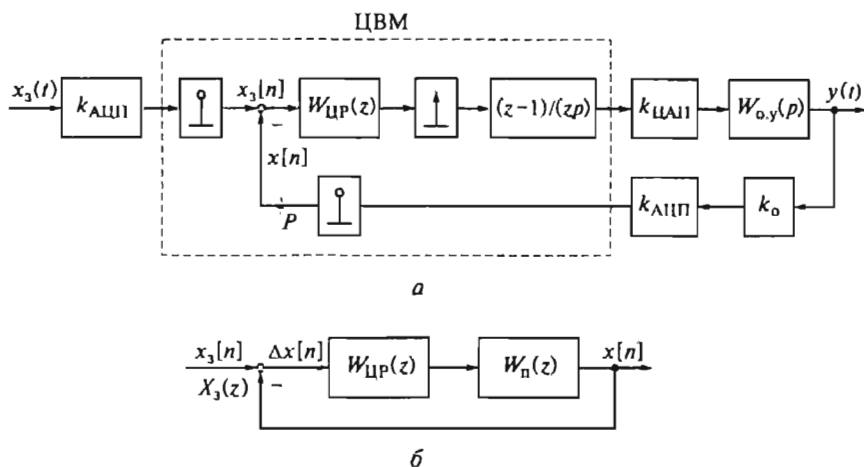 ЦВМ
x₃(t)
k_АЦП
x₃[n]
W_ЦР(z)
(z−1)/(zp)
k_ЦАП
W_о,у(p)
y(t)
−
x[n]
P
k_АЦП
k_о
а
x₃[n]
Δx[n]
W_ЦР(z)
W_п(z)
x[n]
X₃(z)
−
б